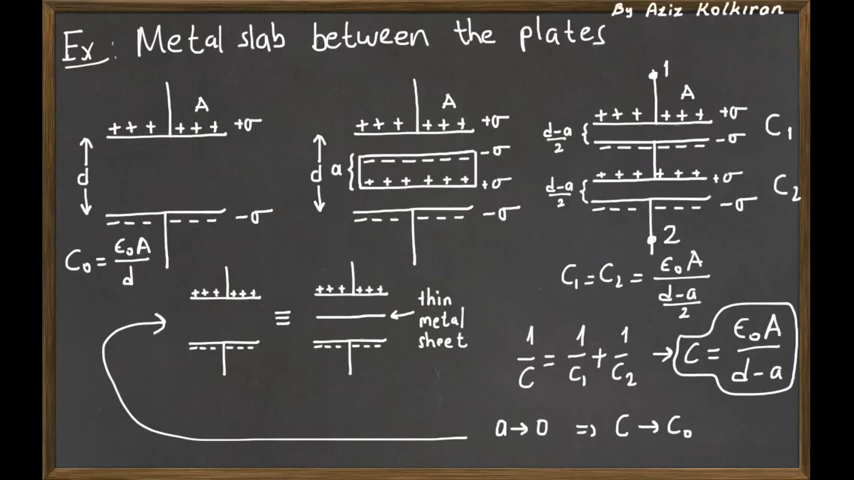 By Aziz Kolkıran
Ex: Metal slab between the plates
A
+++ +++ +σ
d
--- --- -σ
C₀ = ε₀A/d
A
+++ +++ +σ
d a
------ -σ
++++++ +σ
--- --- -σ
1
A
+++ +++ +σ
(d-a)/2 C₁
--- --- -σ
+++ +++ +σ
(d-a)/2 C₂
--- --- -σ
2
C₁ = C₂ = ε₀A/((d-a)/2)
+++ +++ ≡ +++ +++
--- --- --- ---
thin
metal
sheet
1/C = 1/C₁ + 1/C₂ → C = ε₀A/(d-a)
a → 0 ⇒ C → C₀